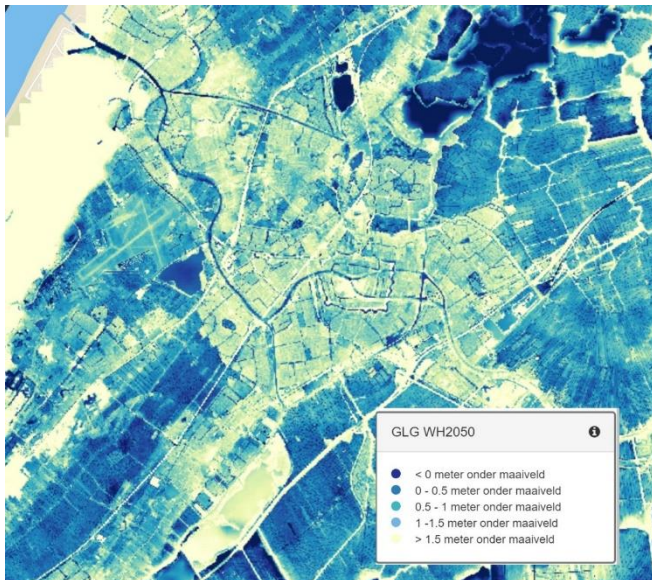 GLG WH2050
< 0 meter onder maaiveld
0 - 0.5 meter onder maaiveld
0.5 - 1 meter onder maaiveld
1 -1.5 meter onder maaiveld
> 1.5 meter onder maaiveld